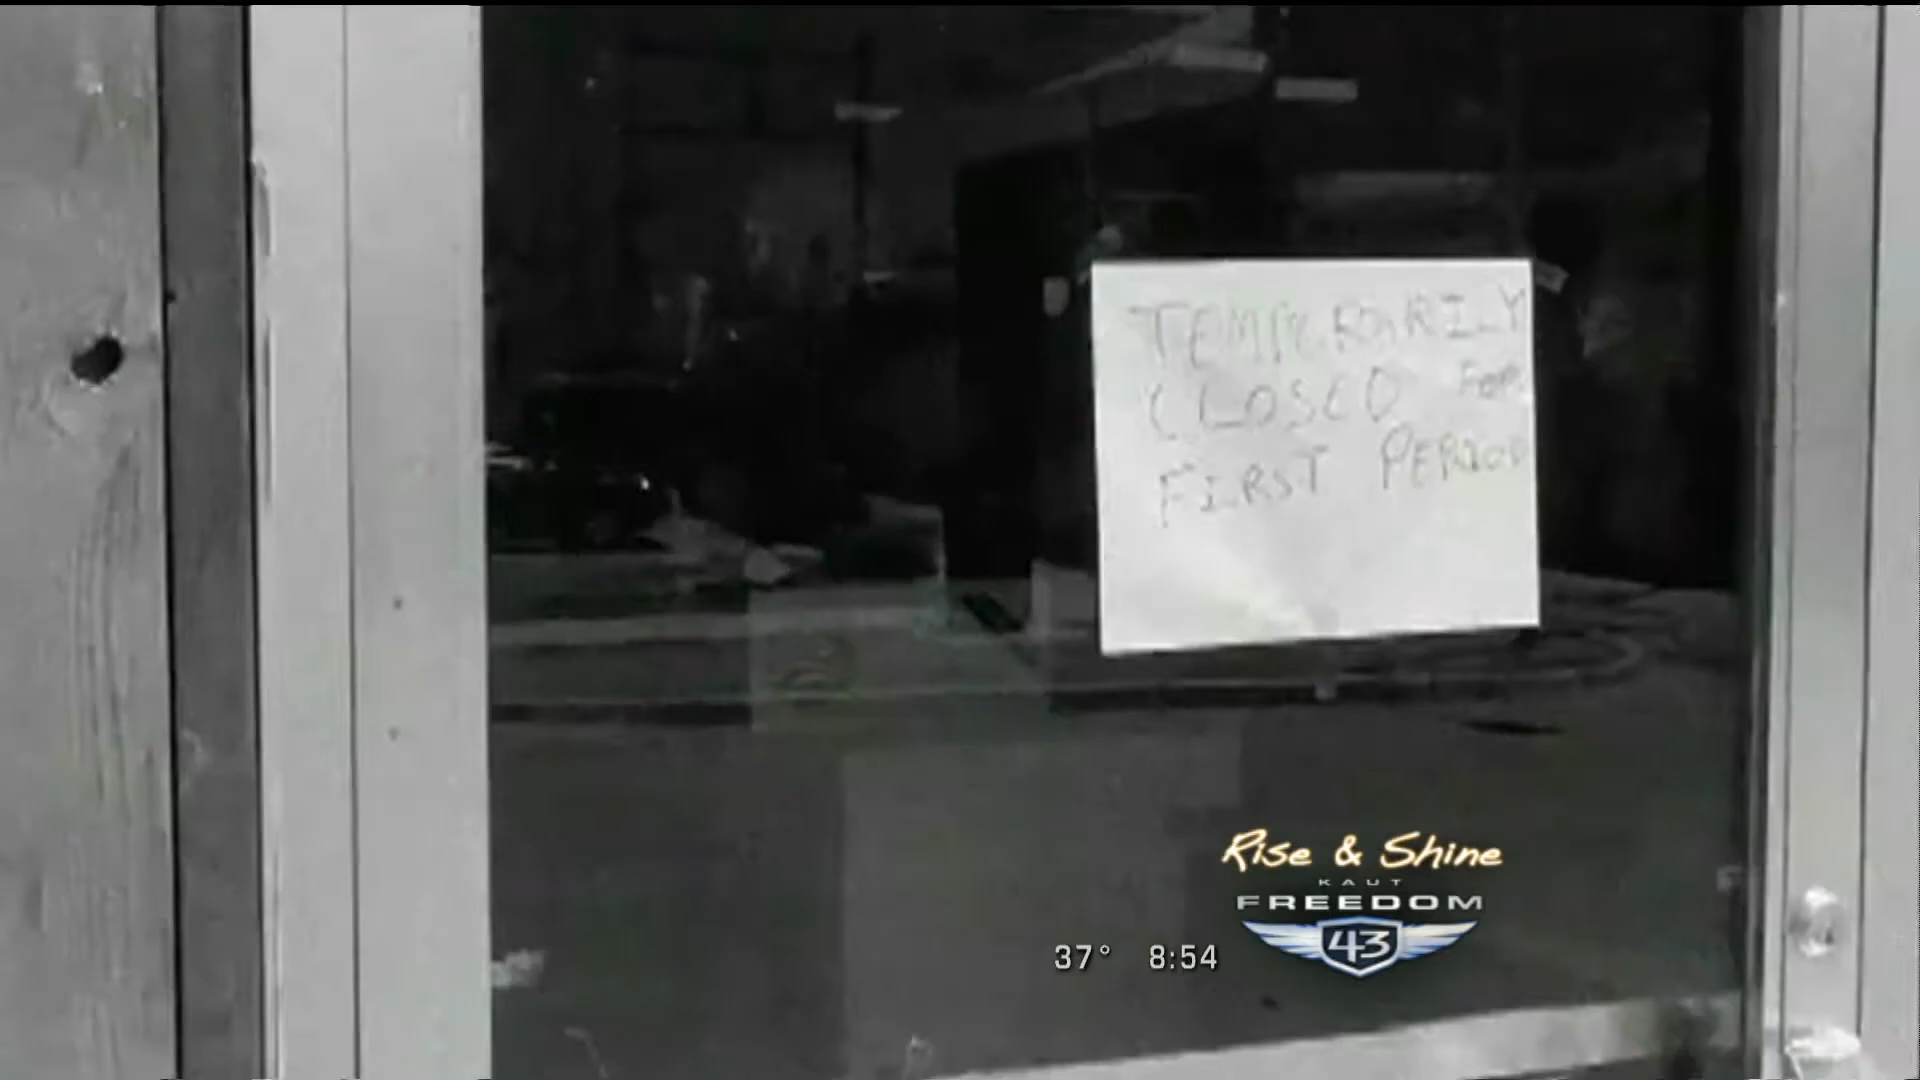 TEMPORARILY
CLOSED FOR
FIRST PERIOD
Rise & Shine
KAUT
FREEDOM
43
37° 8:54